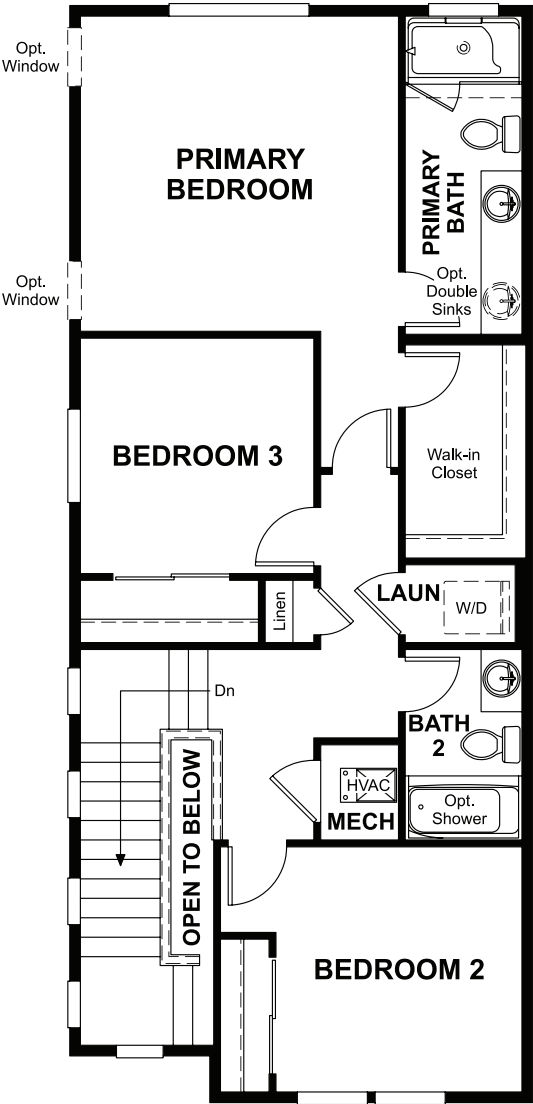 Opt.
Window
PRIMARY
BEDROOM
PRIMARY
BATH
Opt.
Window
Opt.
Double
Sinks
BEDROOM 3
Walk-in
Closet
Linen
LAUN
W/D
Dn
BATH
2
HVAC
MECH
Opt.
Shower
OPEN TO BELOW
BEDROOM 2